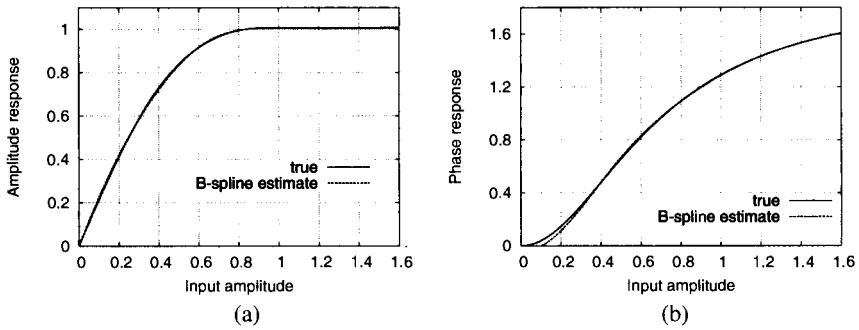 Amplitude response
1
0.8
0.6
0.4
0.2
0
true
B-spline estimate
0 0.2 0.4 0.6 0.8 1 1.2 1.4 1.6
Input amplitude
(a)
Phase response
1.6
1.2
0.8
0.4
0
true
B-spline estimate
0 0.2 0.4 0.6 0.8 1 1.2 1.4 1.6
Input amplitude
(b)